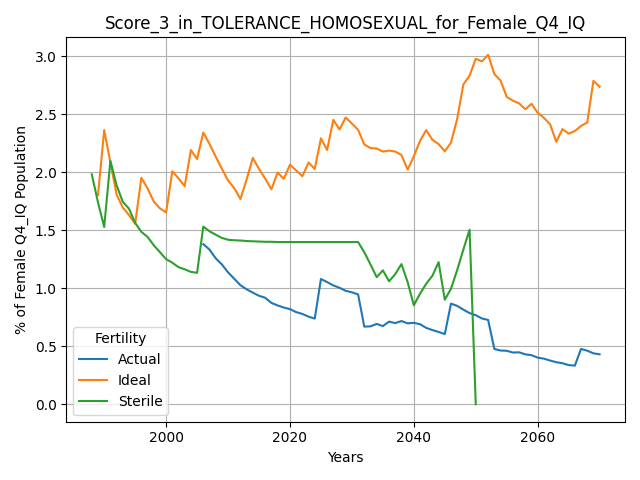 Score_3_in_TOLERANCE_HOMOSEXUAL_for_Female_Q4_IQ
% of Female Q4_IQ Population
3.0
2.5
2.0
1.5
1.0
0.5
0.0
Fertility
Actual
Ideal
Sterile
2000 2020 2040 2060
Years